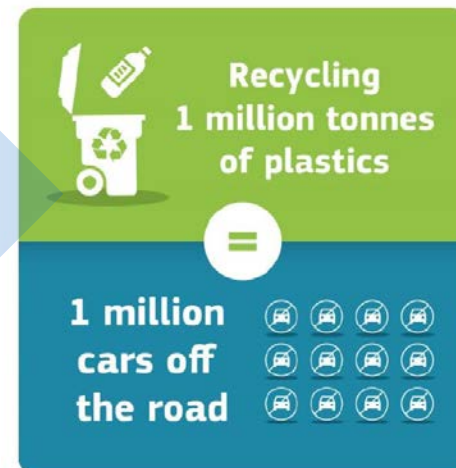 Recycling
1 million tonnes
of plastics
=
1 million
cars off
the road